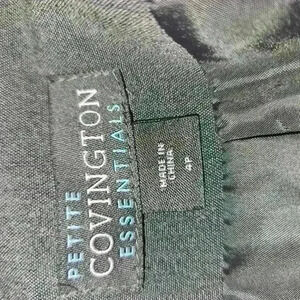 PETITE
COVINGTON
ESSENTIALS
MADE IN
CHINA
4P